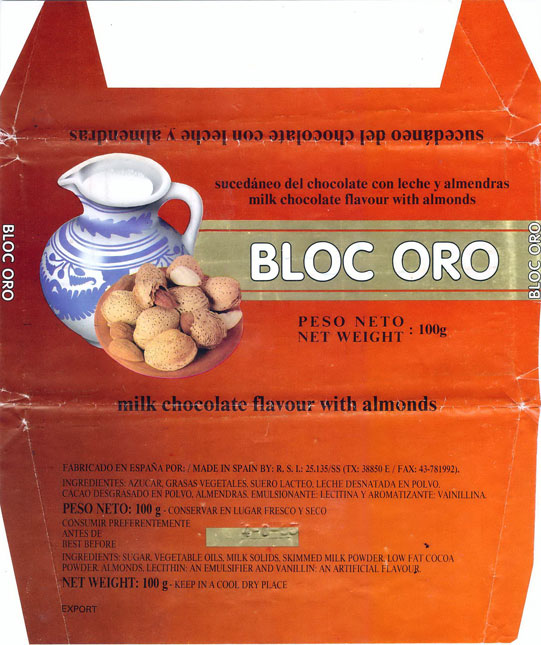 sucedáneo del chocolate con leche y almendras
sucedáneo del chocolate con leche y almendras
milk chocolate flavour with almonds
BLOC ORO
BLOC ORO
BLOC ORO
PESO NETO
NET WEIGHT : 100g
milk chocolate flavour with almonds
FABRICADO EN ESPAÑA POR: / MADE IN SPAIN BY: R. S. I.: 25.135/SS (TX: 38850 E / FAX: 43-781992).
INGREDIENTES: AZUCAR, GRASAS VEGETALES, SUERO LACTEO, LECHE DESNATADA EN POLVO.
CACAO DESGRASADO EN POLVO, ALMENDRAS. EMULSIONANTE: LECITINA Y AROMATIZANTE: VAINILLINA.
PESO NETO: 100 g - CONSERVAR EN LUGAR FRESCO Y SECO
CONSUMIR PREFERENTEMENTE
ANTES DE
BEST BEFORE
INGREDIENTS: SUGAR, VEGETABLE OILS, MILK SOLIDS, SKIMMED MILK POWDER, LOW FAT COCOA
POWDER, ALMONDS, LECITHIN: AN EMULSIFIER AND VANILLIN: AN ARTIFICIAL FLAVOUR.
NET WEIGHT: 100 g - KEEP IN A COOL DRY PLACE
EXPORT